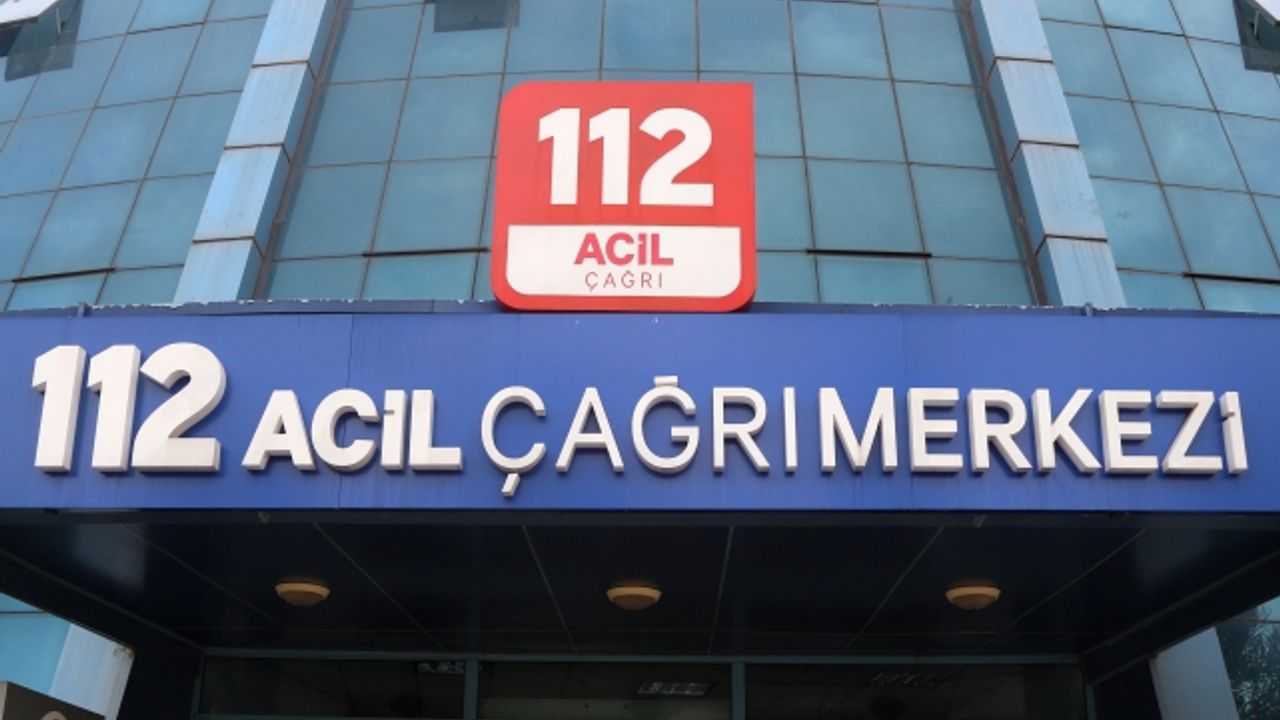 112
ACİL
ÇAĞRI
112 ACİL ÇAĞRI MERKEZİ